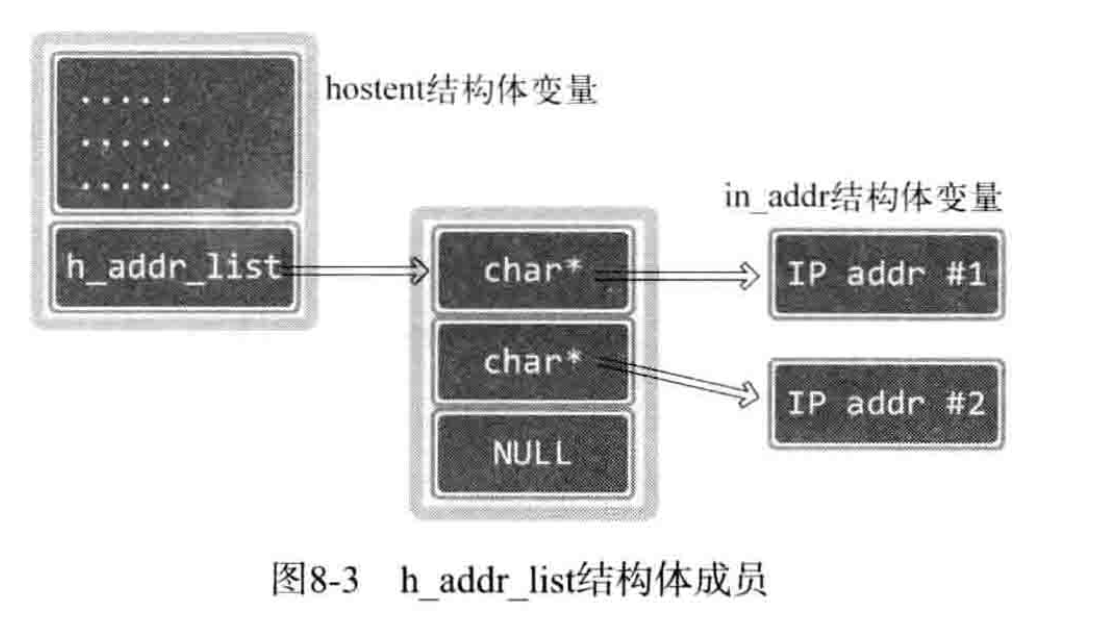 .....
.....
.....
hostent结构体变量
h_addr_list
in_addr结构体变量
char*
IP addr #1
char*
IP addr #2
NULL
图8-3 h_addr_list结构体成员